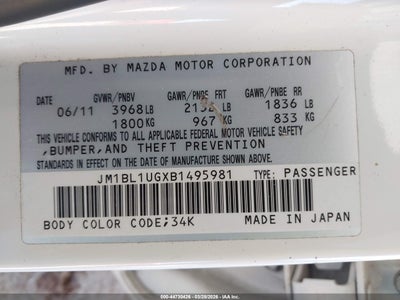 MFD. BY MAZDA MOTOR CORPORATION
DATE GVWR/PNBV GAWR/PNBE FRT GAWR/PNBE RR
06/11 3968LB LB 1836 LB
1800KG 967 KG 833 KG
THIS VEHICLE CONFORMS TO ALL APPLICABLE FEDERAL MOTOR VEHICLE SAFETY,
,BUMPER,AND THEFT PREVENTION
STANDARDS IN EFFECT ON THE DATE OF MANUFACTURE SHOWN ABOVE.
JM1BL1UGXB1495981 TYPE: PASSENGER
BODY COLOR CODE;34K MADE IN JAPAN